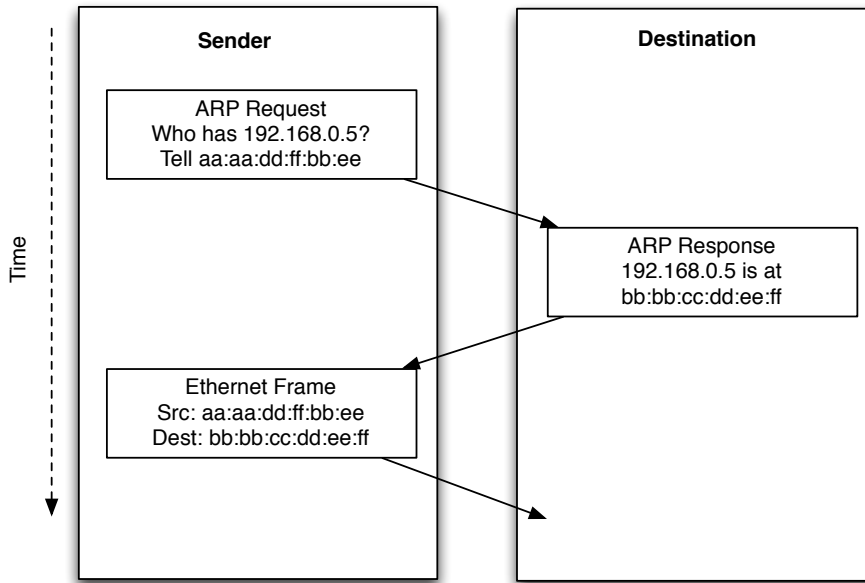 Sender
Destination
ARP Request
Who has 192.168.0.5?
Tell aa:aa:dd:ff:bb:ee
Time
ARP Response
192.168.0.5 is at
bb:bb:cc:dd:ee:ff
Ethernet Frame
Src: aa:aa:dd:ff:bb:ee
Dest: bb:bb:cc:dd:ee:ff